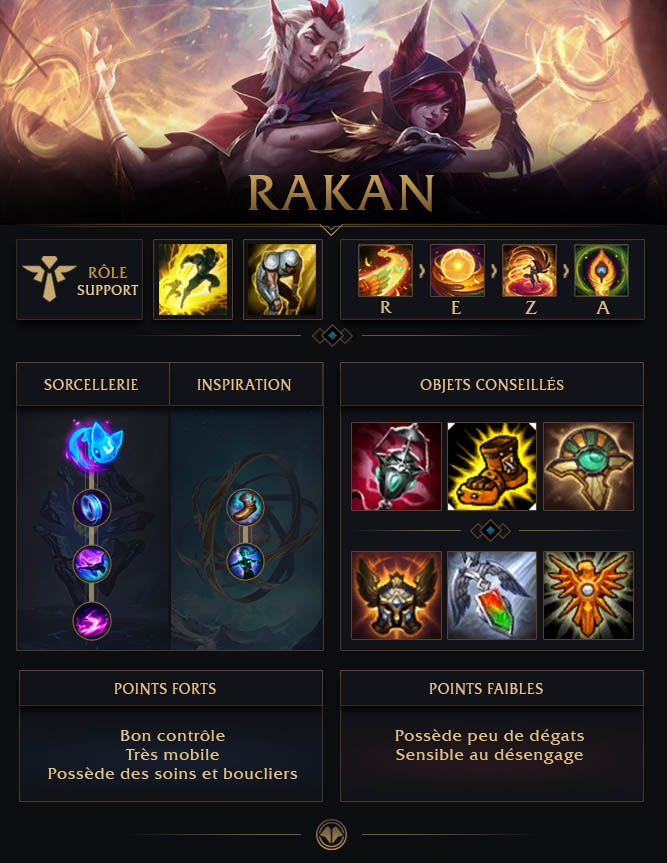 RAKAN
RÔLE
SUPPORT
R E Z A
SORCELLERIE
INSPIRATION
OBJETS CONSEILLÉS
POINTS FORTS
Bon contrôle
Très mobile
Possède des soins et boucliers
POINTS FAIBLES
Possède peu de dégats
Sensible au désengage